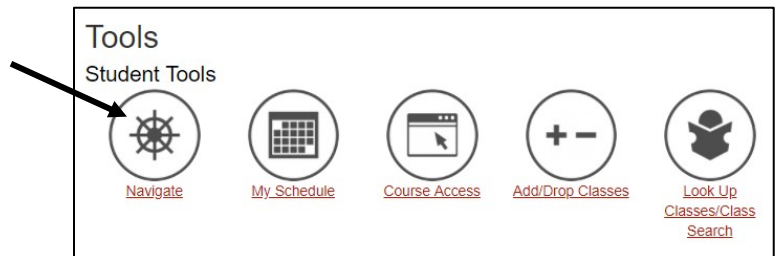 Tools
Student Tools
Navigate
My Schedule
Course Access
Add/Drop Classes
Look Up
Classes/Class
Search